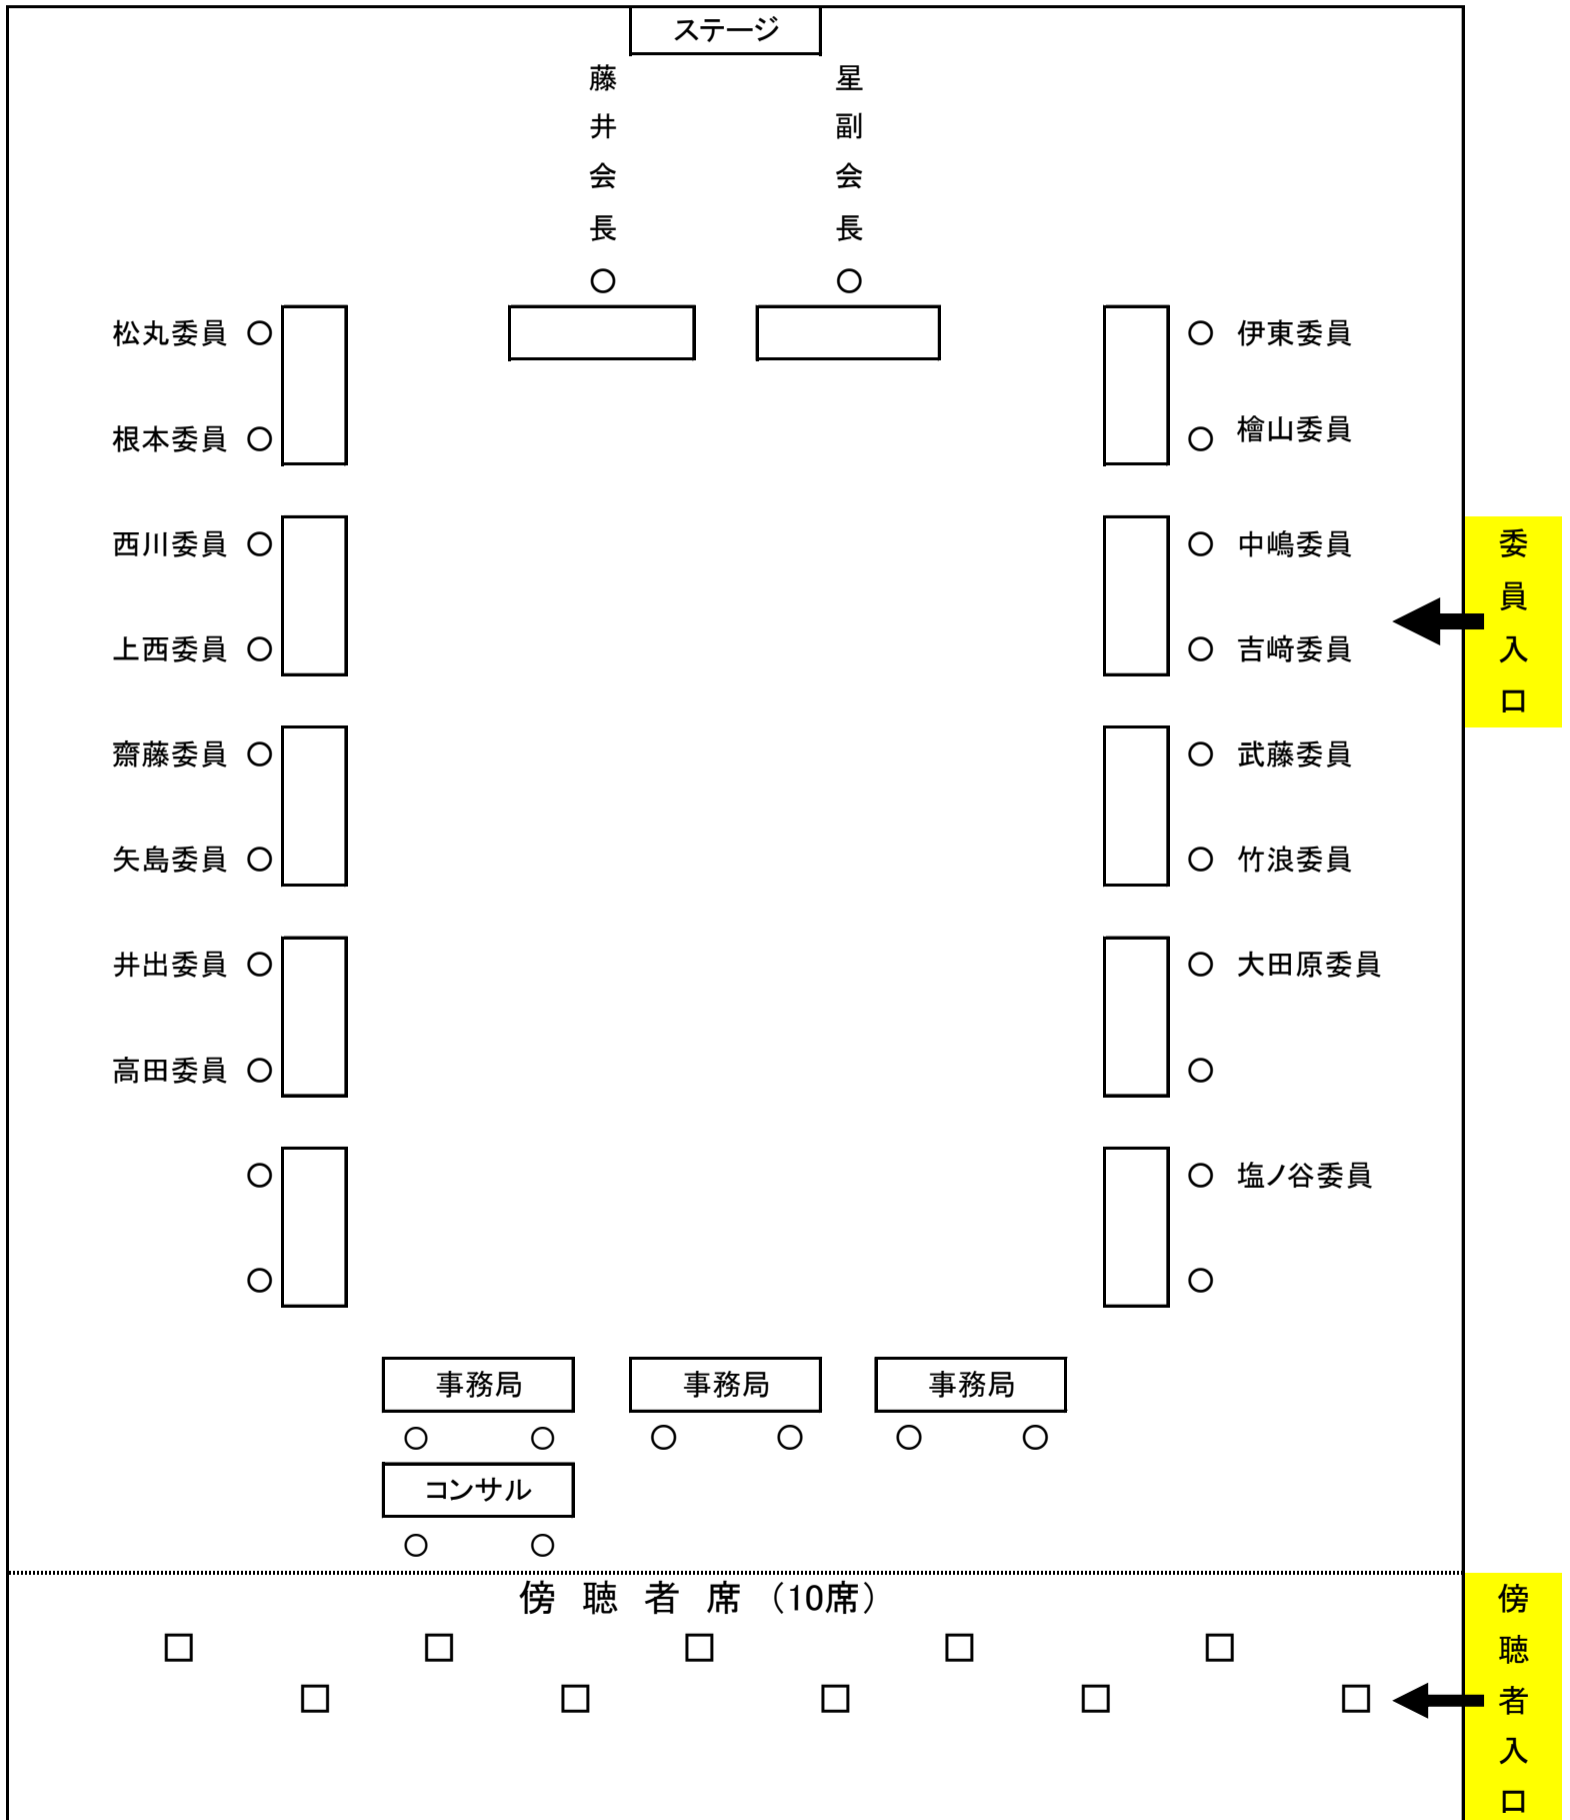 ステージ
藤井会長
星副会長
松丸委員
伊東委員
根本委員
檜山委員
西川委員
中嶋委員
上西委員
吉﨑委員
委員入口
齋藤委員
武藤委員
矢島委員
竹浪委員
井出委員
大田原委員
高田委員
塩ノ谷委員
事務局
事務局
事務局
コンサル
傍聴者席（10席）
傍聴者入口